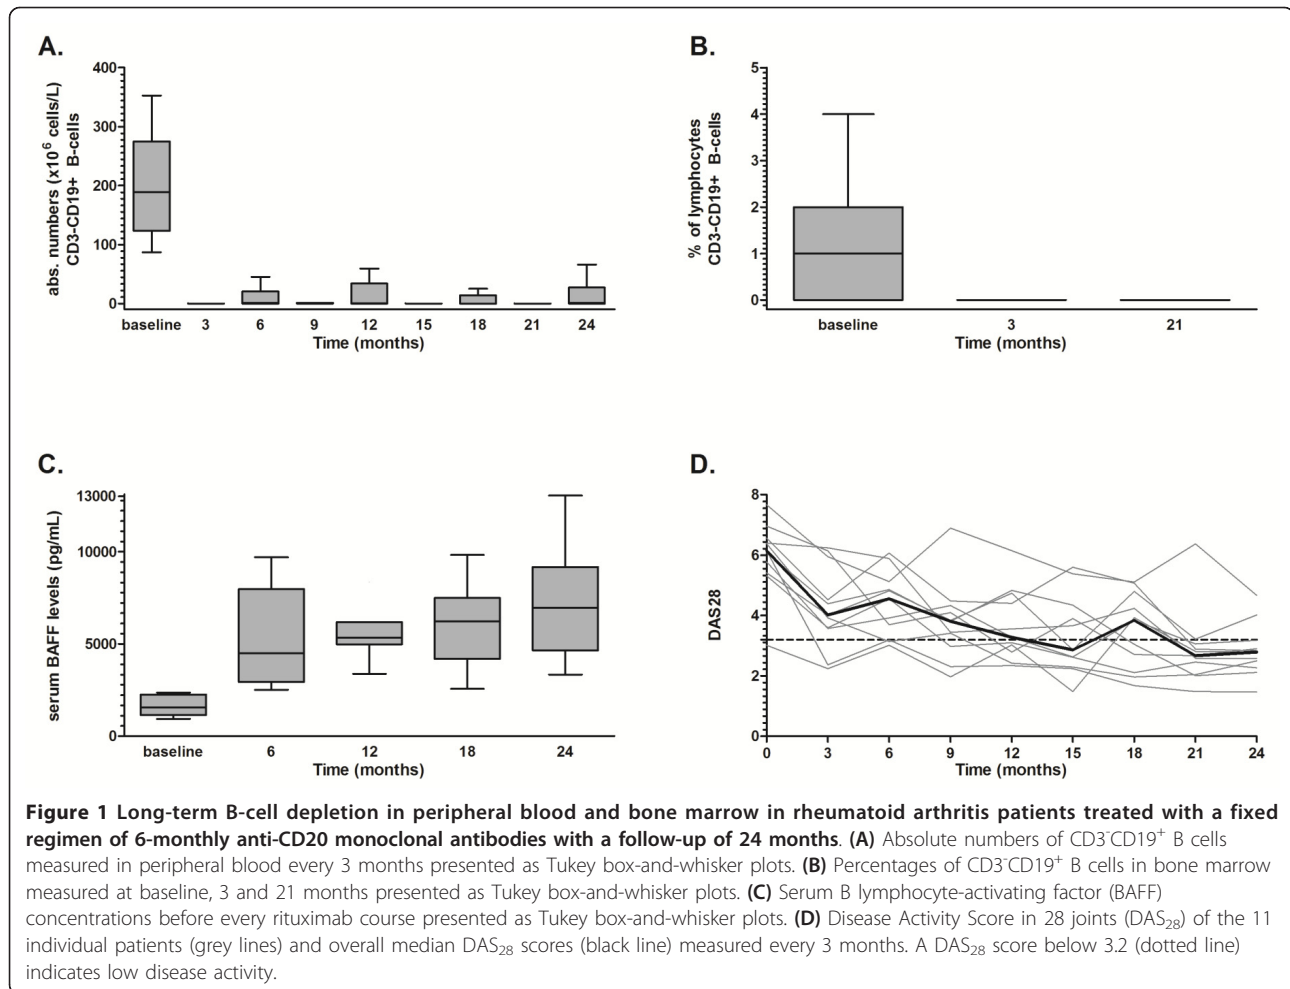 A.
abs. numbers (x10⁶ cells/L)
CD3-CD19+ B-cells
400
300
200
100
0
baseline 3 6 9 12 15 18 21 24
Time (months)
B.
% of lymphocytes
CD3-CD19+ B-cells
5
4
3
2
1
0
baseline 3 21
Time (months)
C.
serum BAFF levels (pg/mL)
13000
10000
5000
0
baseline 6 12 18 24
Time (months)
D.
DAS28
8
6
4
2
0
0 3 6 9 12 15 18 21 24
Time (months)
Figure 1 Long-term B-cell depletion in peripheral blood and bone marrow in rheumatoid arthritis patients treated with a fixed
regimen of 6-monthly anti-CD20 monoclonal antibodies with a follow-up of 24 months. (A) Absolute numbers of CD3⁻CD19⁺ B cells
measured in peripheral blood every 3 months presented as Tukey box-and-whisker plots. (B) Percentages of CD3⁻CD19⁺ B cells in bone marrow
measured at baseline, 3 and 21 months presented as Tukey box-and-whisker plots. (C) Serum B lymphocyte-activating factor (BAFF)
concentrations before every rituximab course presented as Tukey box-and-whisker plots. (D) Disease Activity Score in 28 joints (DAS₂₈) of the 11
individual patients (grey lines) and overall median DAS₂₈ scores (black line) measured every 3 months. A DAS₂₈ score below 3.2 (dotted line)
indicates low disease activity.